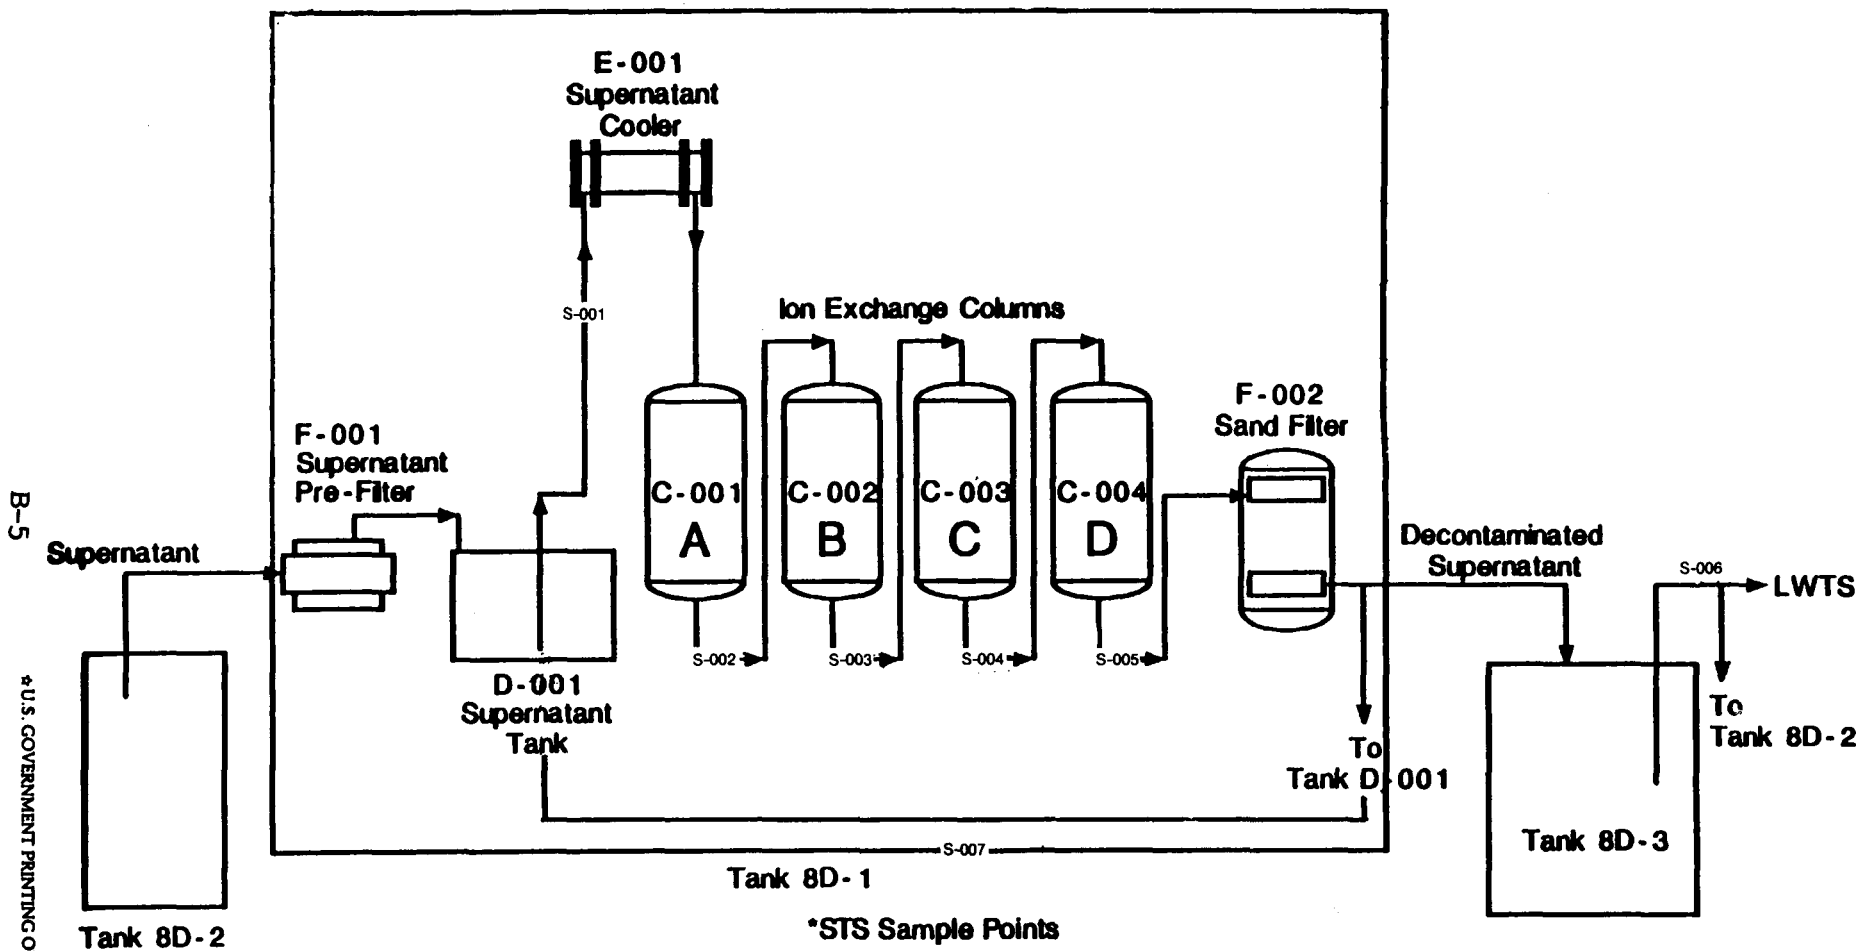 E-001
Supernatant
Cooler
S-001
Ion Exchange Columns
F-001
Supernatant
Pre-Filter
F-002
Sand Filter
C-001
A
C-002
B
C-003
C
C-004
D
Supernatant
Decontaminated
Supernatant
S-006
LWTS
S-002
S-003
S-004
S-005
D-001
Supernatant
Tank
To
Tank D-001
To
Tank 8D-2
Tank 8D-3
S-007
Tank 8D-1
*STS Sample Points
Tank 8D-2
B-5
☆U.S. GOVERNMENT PRINTING O